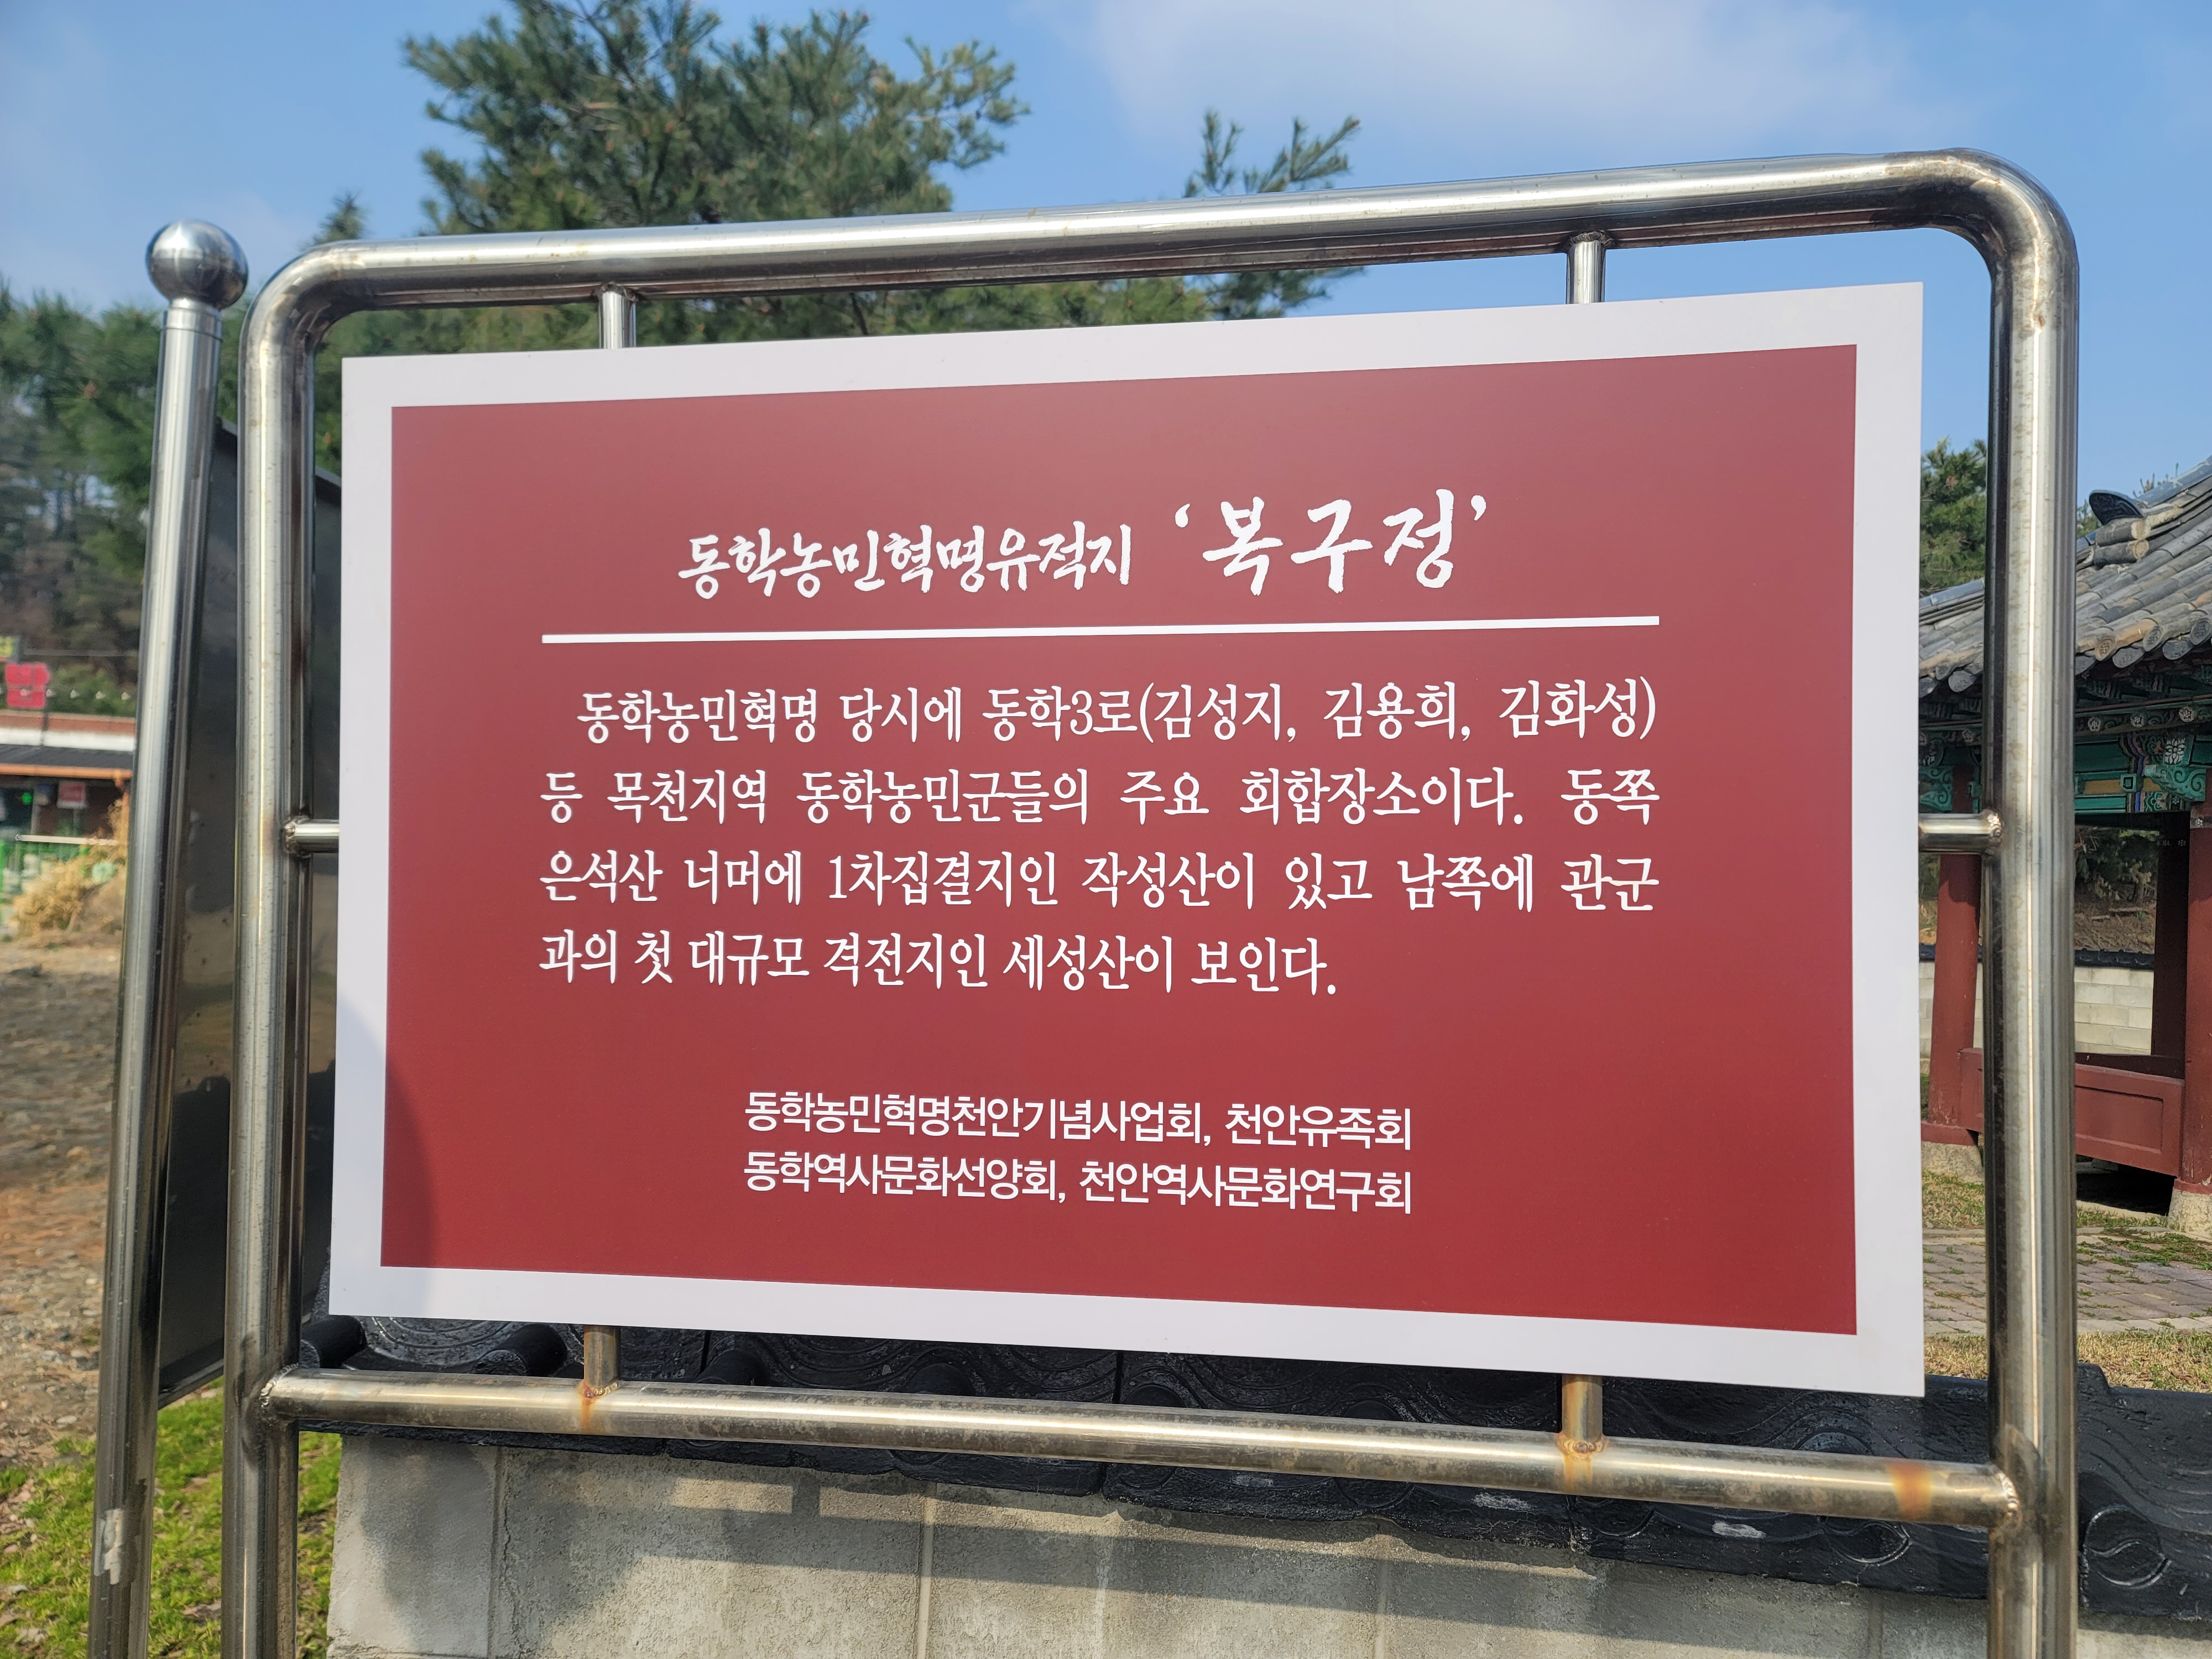 동학농민혁명유적지 ‘복구정’
동학농민혁명 당시에 동학3로(김성지, 김용희, 김화성)
등 목천지역 동학농민군들의 주요 회합장소이다. 동쪽
은석산 너머에 1차집결지인 작성산이 있고 남쪽에 관군
과의 첫 대규모 격전지인 세성산이 보인다.
동학농민혁명천안기념사업회, 천안유족회
동학역사문화선양회, 천안역사문화연구회